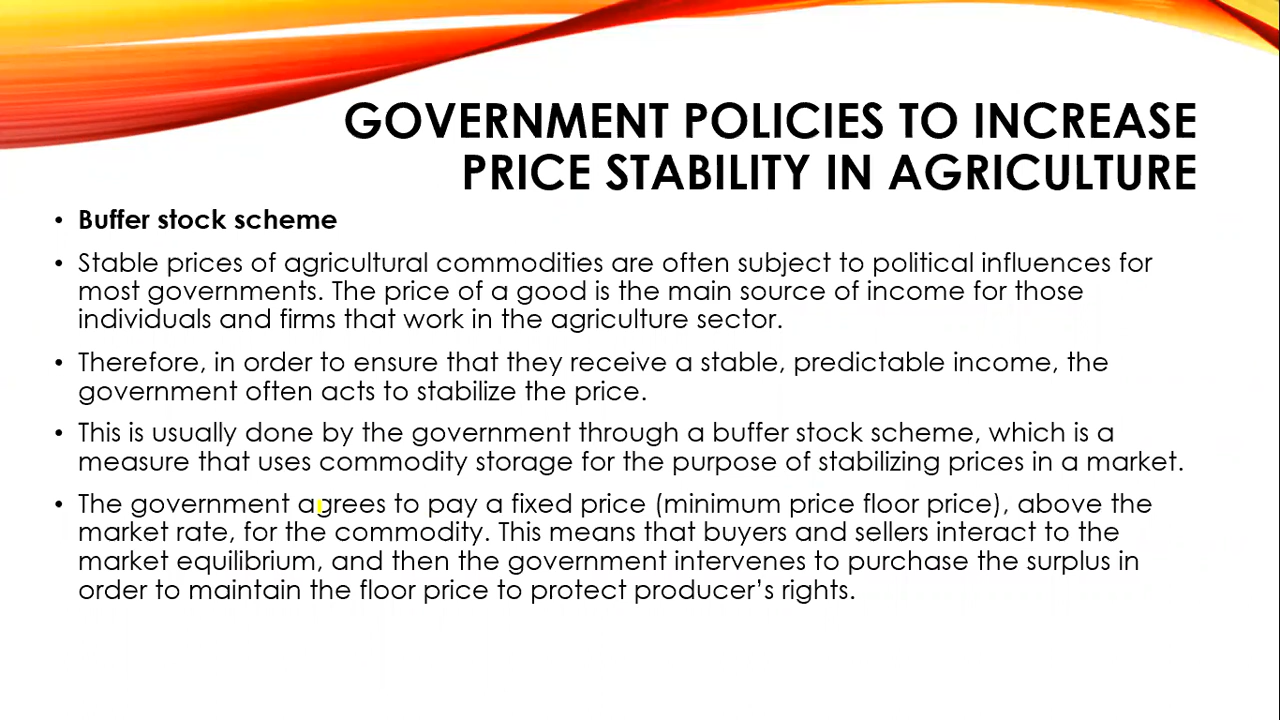 GOVERNMENT POLICIES TO INCREASE
PRICE STABILITY IN AGRICULTURE
• Buffer stock scheme
• Stable prices of agricultural commodities are often subject to political influences for
most governments. The price of a good is the main source of income for those
individuals and firms that work in the agriculture sector.
• Therefore, in order to ensure that they receive a stable, predictable income, the
government often acts to stabilize the price.
• This is usually done by the government through a buffer stock scheme, which is a
measure that uses commodity storage for the purpose of stabilizing prices in a market.
• The government agrees to pay a fixed price (minimum price floor price), above the
market rate, for the commodity. This means that buyers and sellers interact to the
market equilibrium, and then the government intervenes to purchase the surplus in
order to maintain the floor price to protect producer’s rights.